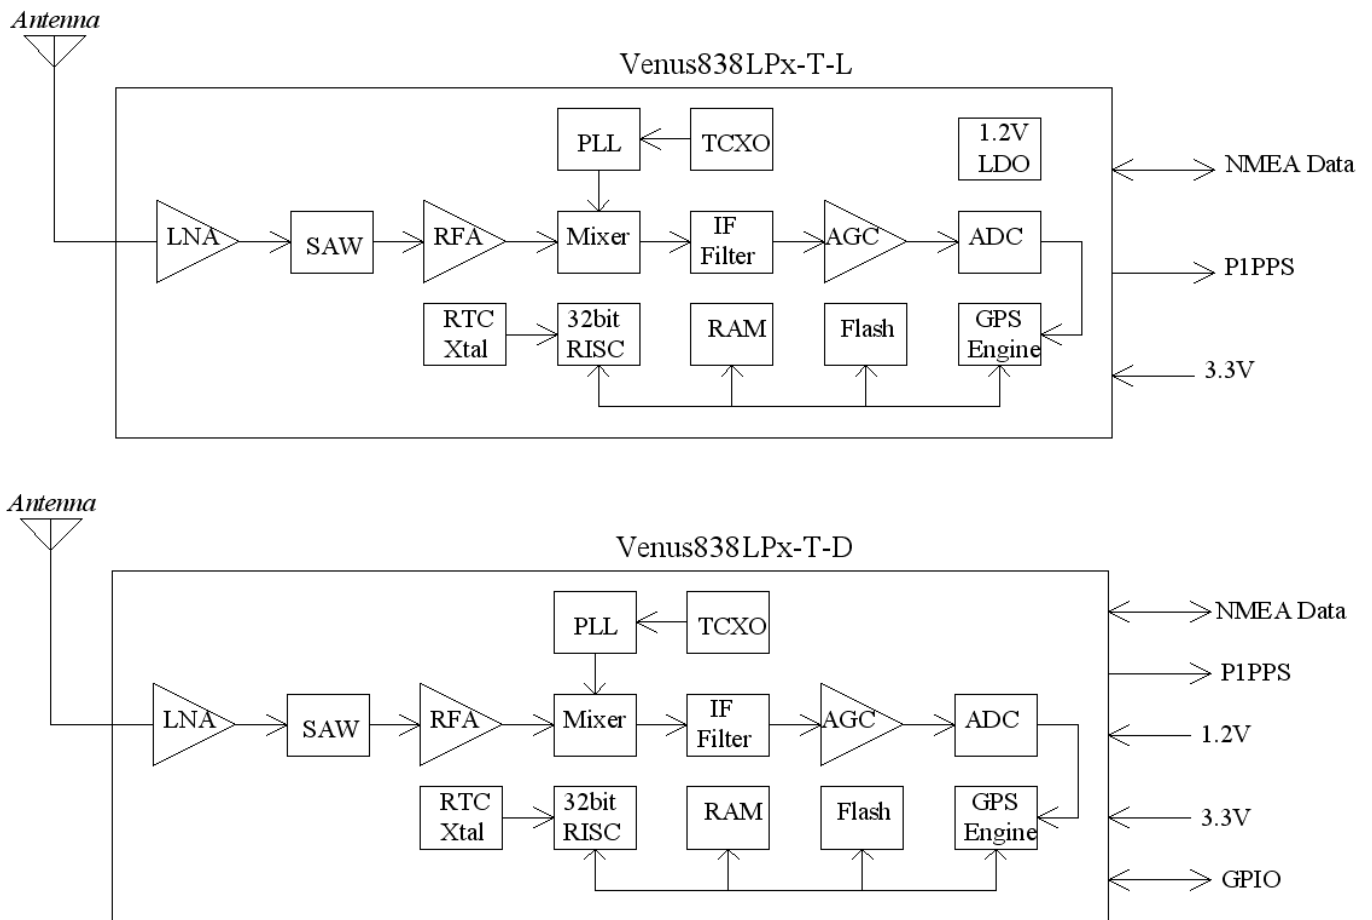 Antenna
Venus838LPx-T-L
PLL
TCXO
1.2V
LDO
NMEA Data
LNA
SAW
RFA
Mixer
IF
Filter
AGC
ADC
P1PPS
RTC
Xtal
32bit
RISC
RAM
Flash
GPS
Engine
3.3V
Antenna
Venus838LPx-T-D
PLL
TCXO
NMEA Data
P1PPS
LNA
SAW
RFA
Mixer
IF
Filter
AGC
ADC
1.2V
RTC
Xtal
32bit
RISC
RAM
Flash
GPS
Engine
3.3V
GPIO